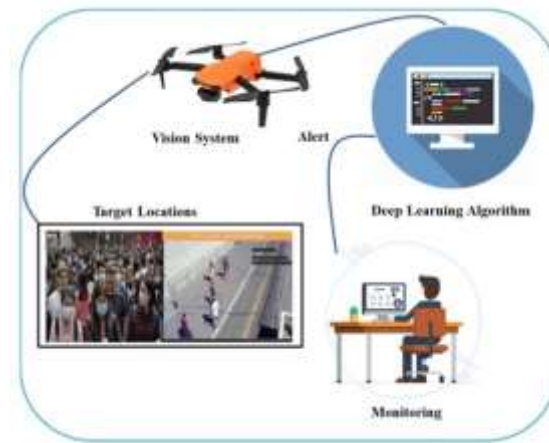 Vision System
Alert
Target Locations
Deep Learning Algorithm
Monitoring